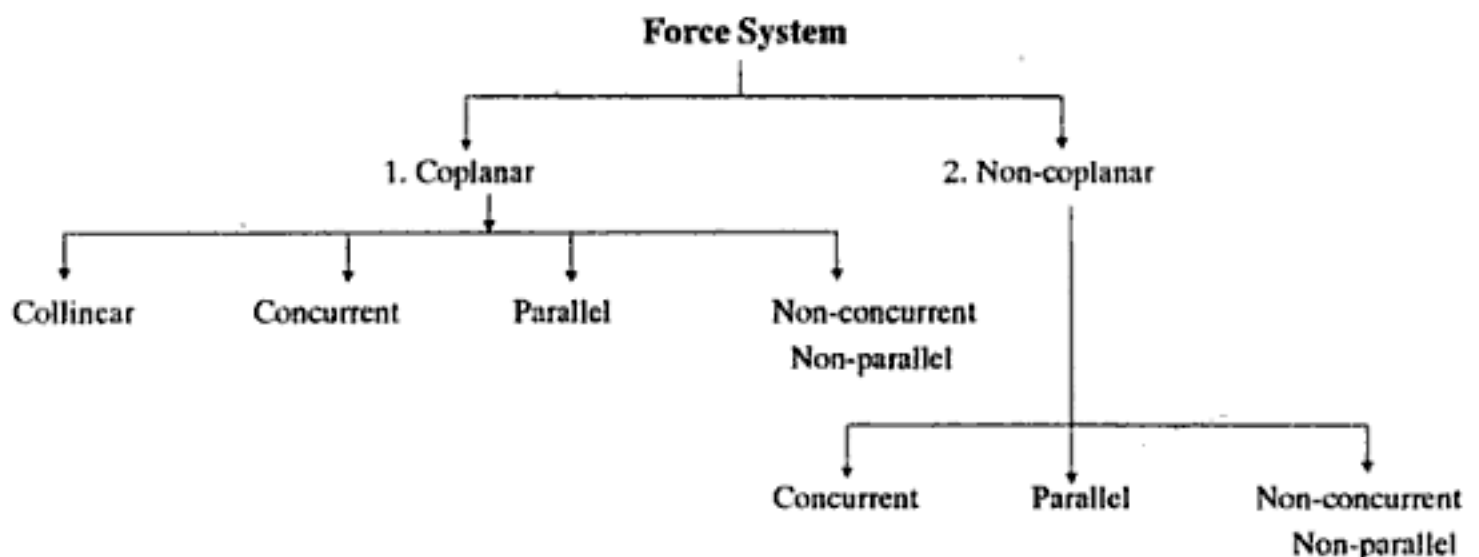 Force System
1. Coplanar
2. Non-coplanar
Collinear
Concurrent
Parallel
Non-concurrent
Non-parallel
Concurrent
Parallel
Non-concurrent
Non-parallel